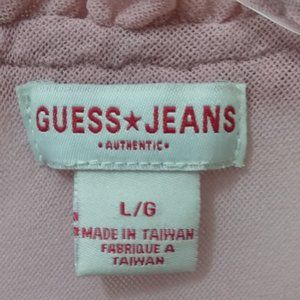 GUESS★JEANS
• AUTHENTIC •
L/G
MADE IN TAIWAN
FABRIQUE A
TAIWAN